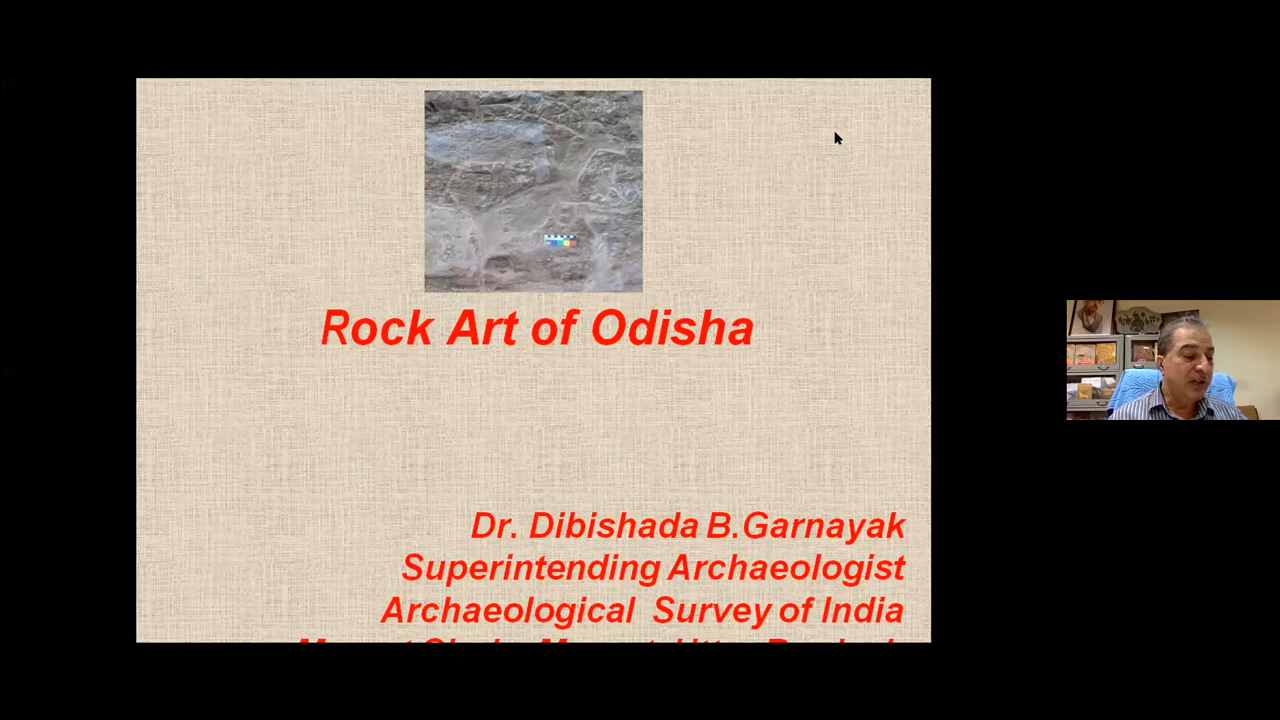 Rock Art of Odisha
Dr. Dibishada B.Garnayak
Superintending Archaeologist
Archaeological Survey of India